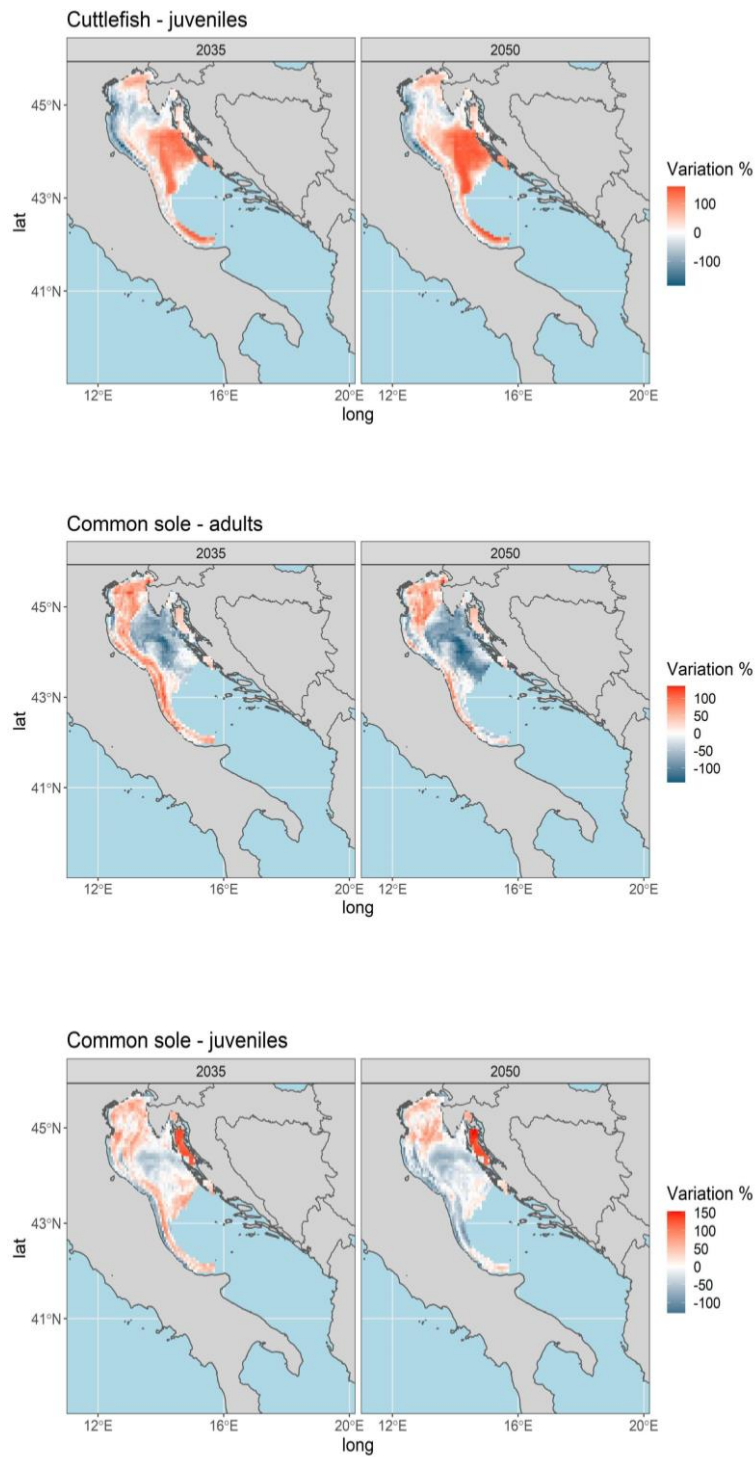 Cuttlefish - juveniles
2035 2050
45°N
43°N
41°N
lat
12°E 16°E 20°E 12°E 16°E 20°E
long
Variation %
100
0
-100
Common sole - adults
2035 2050
45°N
43°N
41°N
lat
12°E 16°E 20°E 12°E 16°E 20°E
long
Variation %
100
50
0
-50
-100
Common sole - juveniles
2035 2050
45°N
43°N
41°N
lat
12°E 16°E 20°E 12°E 16°E 20°E
long
Variation %
150
100
50
0
-50
-100